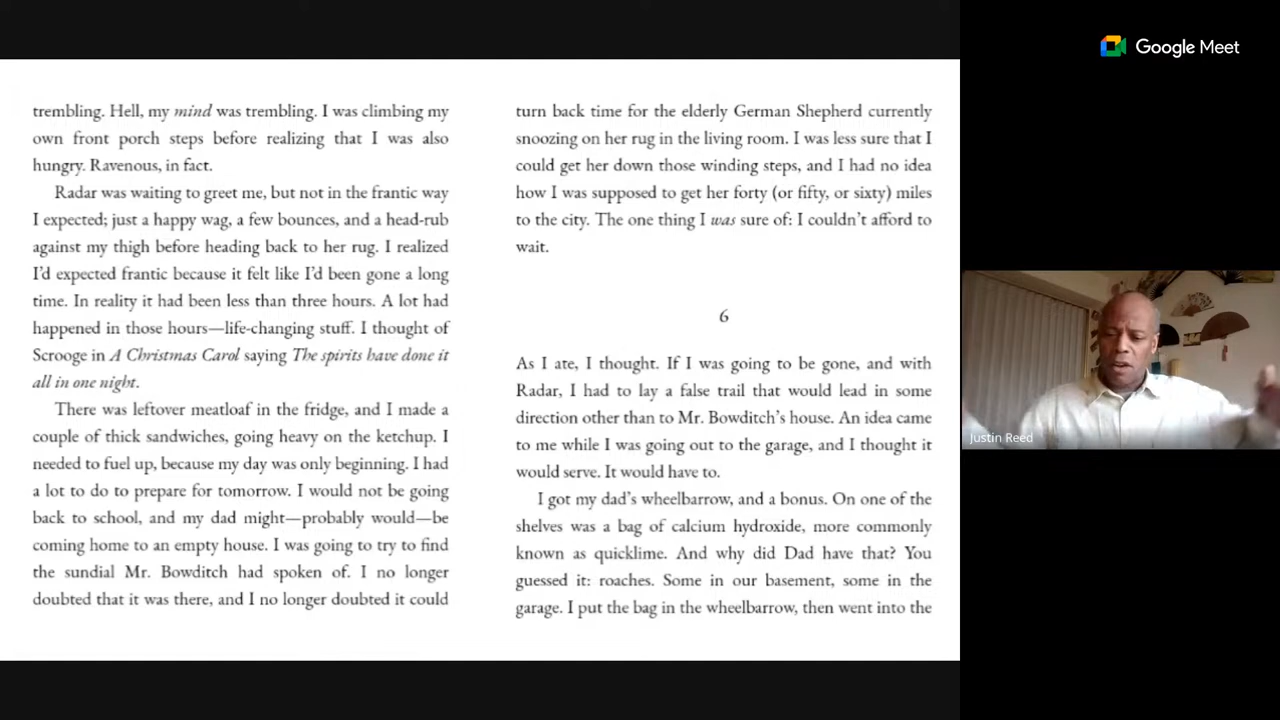 trembling. Hell, my mind was trembling. I was climbing my
own front porch steps before realizing that I was also
hungry. Ravenous, in fact.
Radar was waiting to greet me, but not in the frantic way
I expected; just a happy wag, a few bounces, and a head-rub
against my thigh before heading back to her rug. I realized
I’d expected frantic because it felt like I’d been gone a long
time. In reality it had been less than three hours. A lot had
happened in those hours—life-changing stuff. I thought of
Scrooge in A Christmas Carol saying The spirits have done it
all in one night.
There was leftover meatloaf in the fridge, and I made a
couple of thick sandwiches, going heavy on the ketchup. I
needed to fuel up, because my day was only beginning. I had
a lot to do to prepare for tomorrow. I would not be going
back to school, and my dad might—probably would—be
coming home to an empty house. I was going to try to find
the sundial Mr. Bowditch had spoken of. I no longer
doubted that it was there, and I no longer doubted it could
turn back time for the elderly German Shepherd currently
snoozing on her rug in the living room. I was less sure that I
could get her down those winding steps, and I had no idea
how I was supposed to get her forty (or fifty, or sixty) miles
to the city. The one thing I was sure of: I couldn’t afford to
wait.
6
As I ate, I thought. If I was going to be gone, and with
Radar, I had to lay a false trail that would lead in some
direction other than to Mr. Bowditch’s house. An idea came
to me while I was going out to the garage, and I thought it
would serve. It would have to.
I got my dad’s wheelbarrow, and a bonus. On one of the
shelves was a bag of calcium hydroxide, more commonly
known as quicklime. And why did Dad have that? You
guessed it: roaches. Some in our basement, some in the
garage. I put the bag in the wheelbarrow, then went into the
Google Meet
Justin Reed